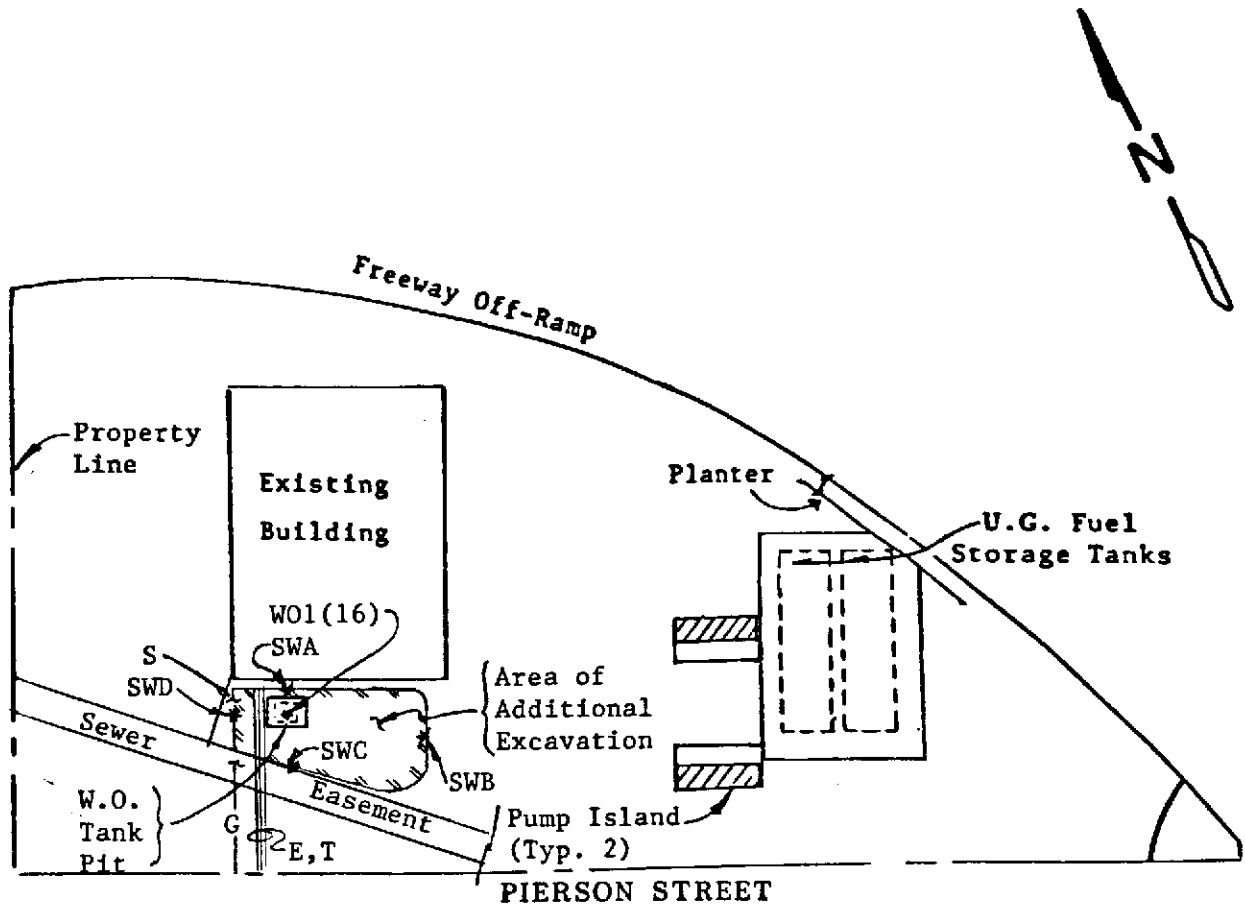 N
Freeway Off-Ramp
Property
Line
Existing
Building
Planter
U.G. Fuel
Storage Tanks
WO1(16)
SWA
S
SWD
Area of
Additional
Excavation
Sewer
SWC
SWB
Easement
W.O.
Tank
Pit
G
E,T
Pump Island
(Typ. 2)
PIERSON STREET